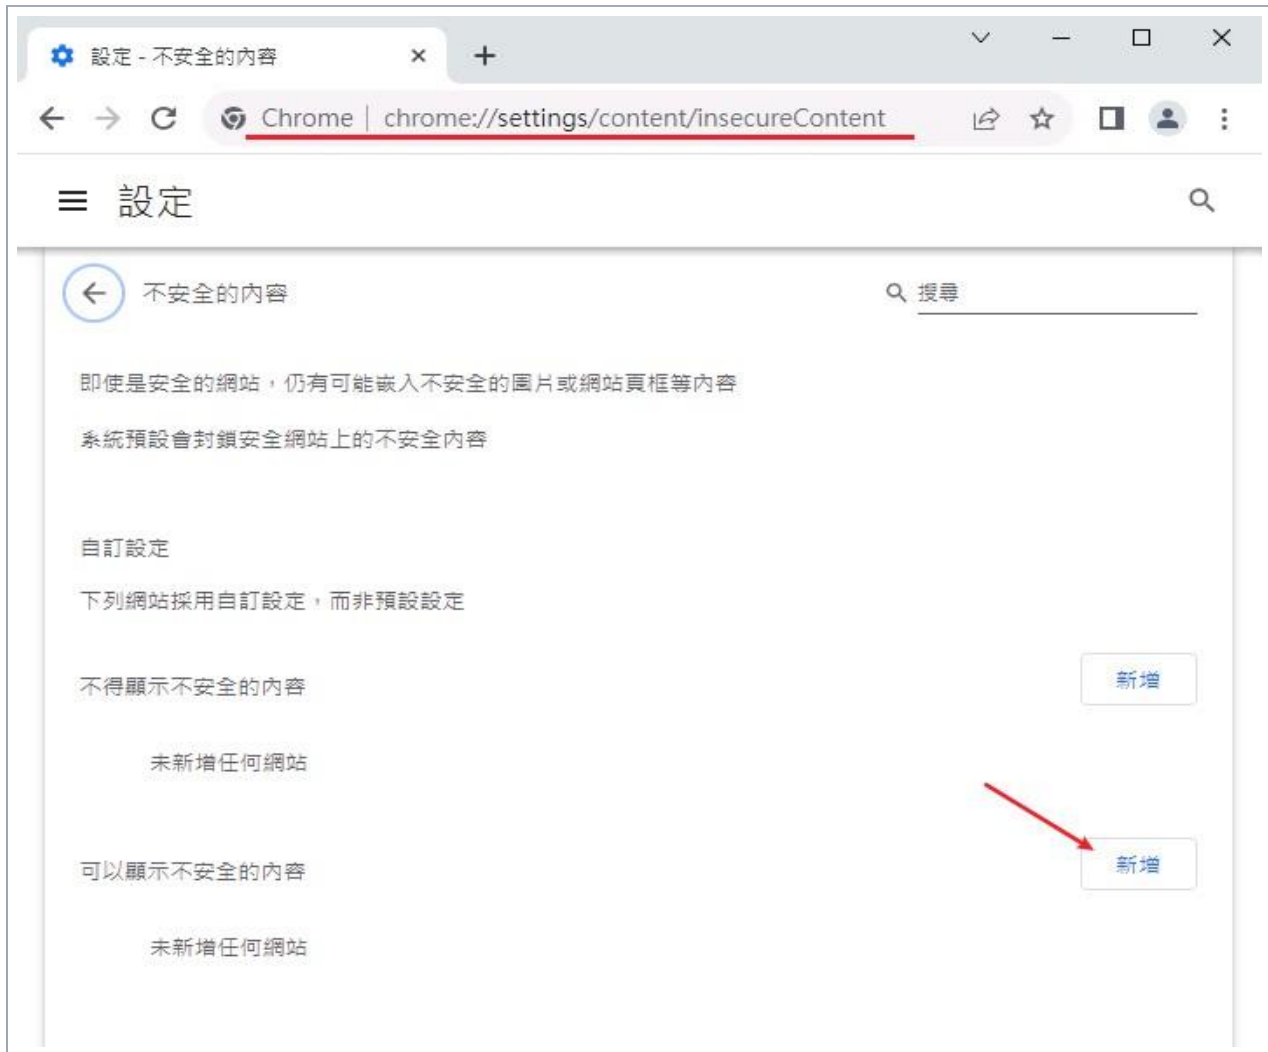 設定 - 不安全的內容
Chrome | chrome://settings/content/insecureContent
設定
不安全的內容
搜尋
即使是安全的網站，仍有可能嵌入不安全的圖片或網站頁框等內容
系統預設會封鎖安全網站上的不安全內容
自訂設定
下列網站採用自訂設定，而非預設設定
不得顯示不安全的內容
新增
未新增任何網站
可以顯示不安全的內容
新增
未新增任何網站